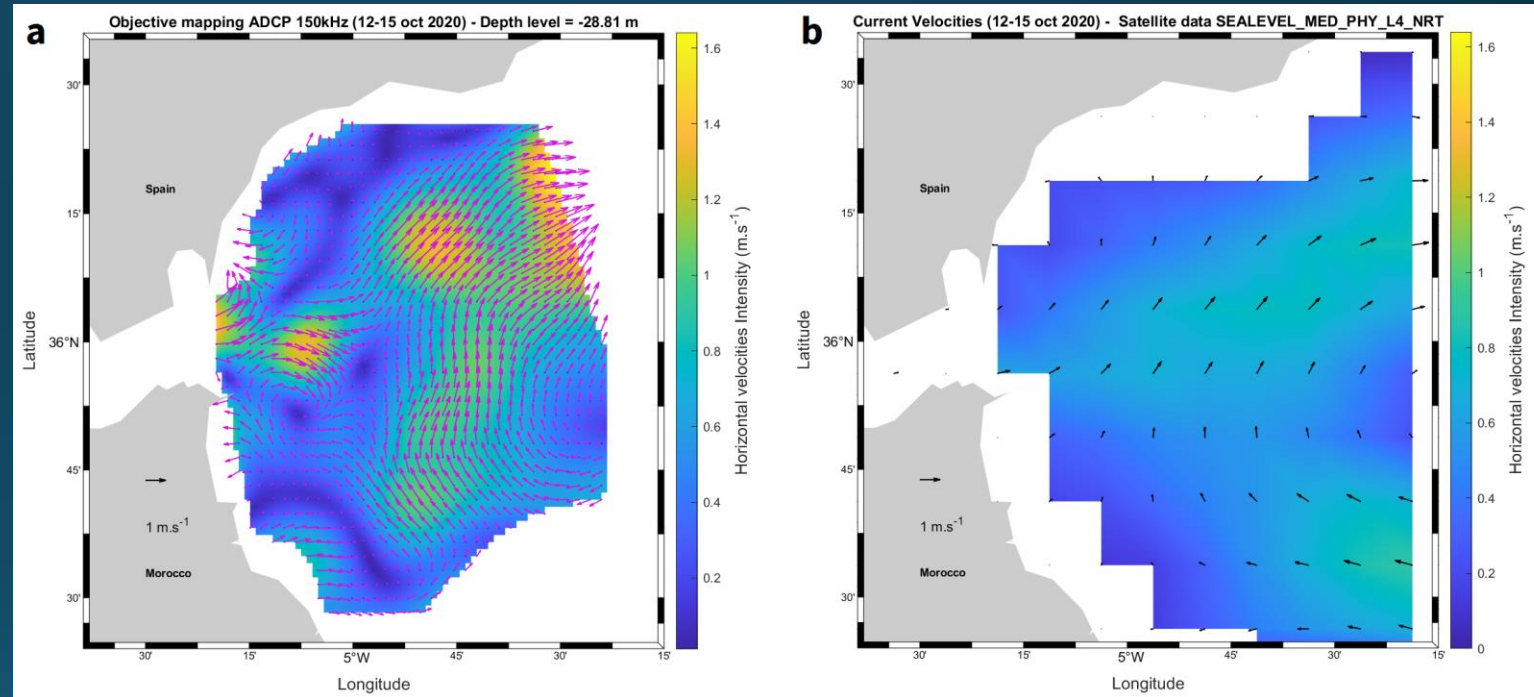 a
Objective mapping ADCP 150kHz (12-15 oct 2020) - Depth level = -28.81 m
30'
15'
36°N
45'
30'
Latitude
Spain
1 m.s-1
Morocco
30'
15'
5°W
45'
30'
15'
Longitude
1.6
1.4
1.2
1
0.8
0.6
0.4
0.2
Horizontal velocities Intensity (m.s-1)
b
Current Velocities (12-15 oct 2020) - Satellite data SEALEVEL_MED_PHY_L4_NRT
30'
15'
36°N
45'
30'
Latitude
Spain
1 m.s-1
Morocco
30'
15'
5°W
45'
30'
15'
Longitude
1.6
1.4
1.2
1
0.8
0.6
0.4
0.2
0
Horizontal velocities Intensity (m.s-1)